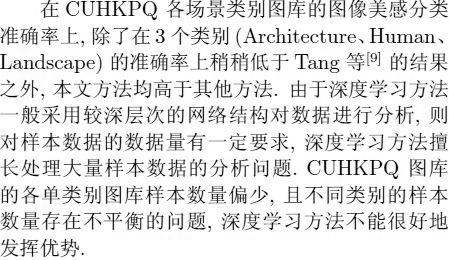 在 CUHKPQ 各场景类别图库的图像美感分类
准确率上, 除了在 3 个类别 (Architecture、Human、
Landscape) 的准确率上稍稍低于 Tang 等[9] 的结果
之外, 本文方法均高于其他方法. 由于深度学习方法
一般采用较深层次的网络结构对数据进行分析, 则
对样本数据的数据量有一定要求, 深度学习方法擅
长处理大量样本数据的分析问题. CUHKPQ 图库
的各单类别图库样本数量偏少, 且不同类别的样本
数量存在不平衡的问题, 深度学习方法不能很好地
发挥优势.